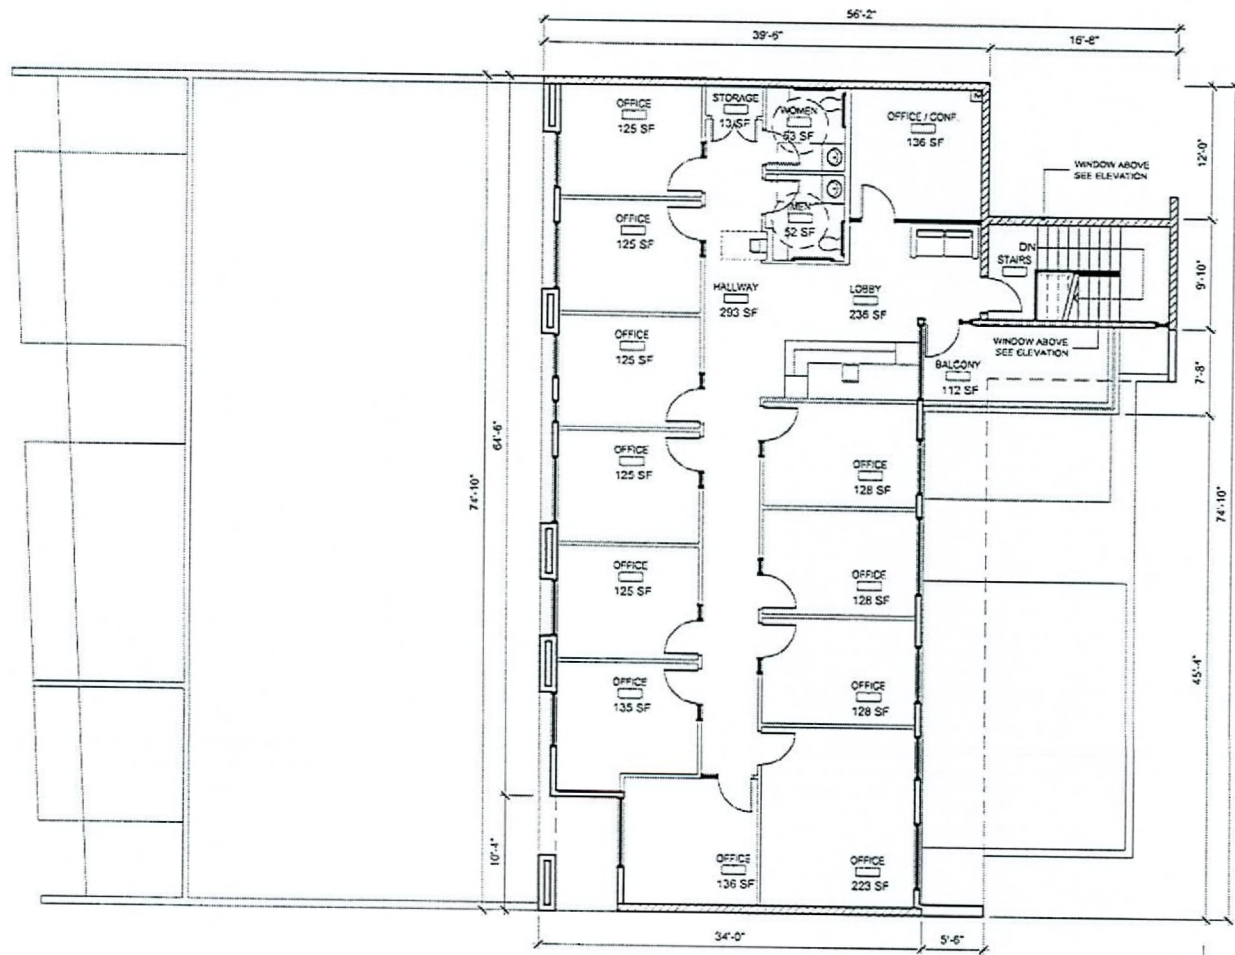 56'-2"
39'-6"
16'-8"
OFFICE
125 SF
STORAGE
13 SF
WOMEN
53 SF
OFFICE / CONF.
136 SF
12'-0"
WINDOW ABOVE
SEE ELEVATION
OFFICE
125 SF
MEN
52 SF
DN
STAIRS
9'-10"
HALLWAY
293 SF
LOBBY
236 SF
OFFICE
125 SF
WINDOW ABOVE
SEE ELEVATION
BALCONY
112 SF
7'-8"
64'-6"
74'-10"
OFFICE
125 SF
OFFICE
128 SF
74'-10"
OFFICE
125 SF
OFFICE
128 SF
OFFICE
135 SF
OFFICE
128 SF
45'-4"
10'-4"
OFFICE
136 SF
OFFICE
223 SF
34'-0"
5'-6"